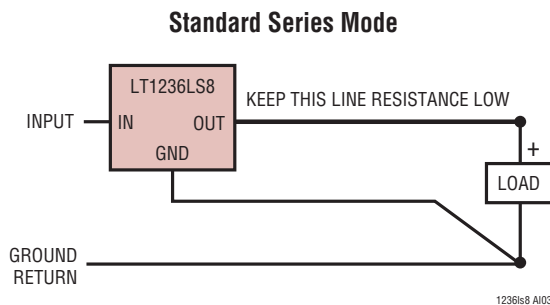 Standard Series Mode
LT1236LS8
KEEP THIS LINE RESISTANCE LOW
INPUT
IN
OUT
GND
+
LOAD
GROUND
RETURN
1236ls8 AI03